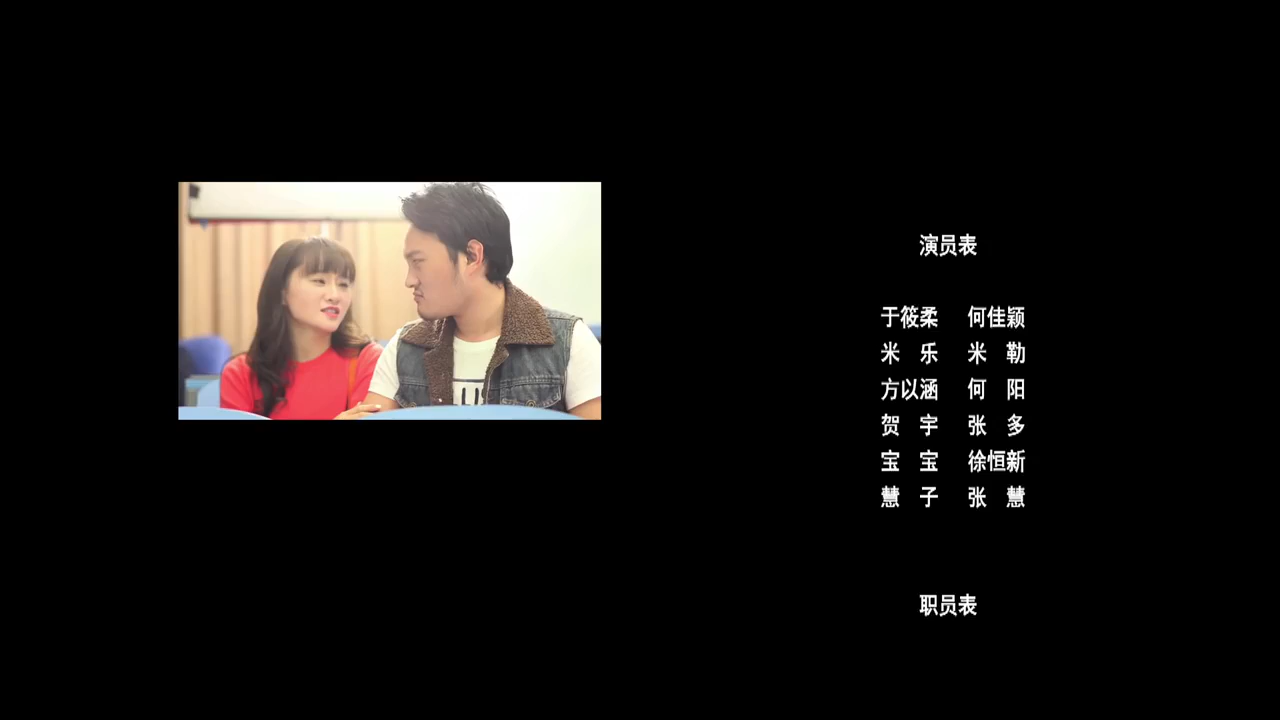 演员表
于筱柔 何佳颖
米 乐 米 勒
方以涵 何 阳
贺 宇 张 多
宝 宝 徐恒新
慧 子 张 慧
职员表